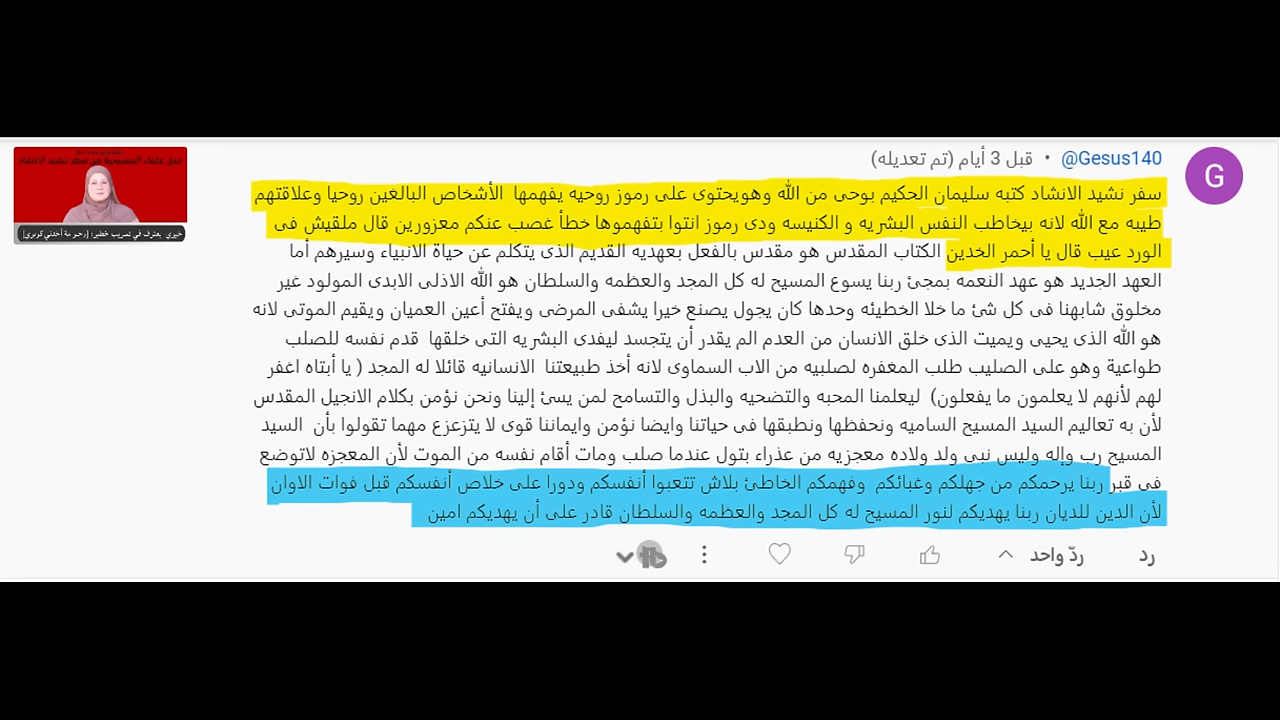 @Gesus140 • قبل 3 أيام (تم تعديله)
G
سفر نشيد الانشاد كتبه سليمان الحكيم بوحى من الله وهويحتوى على رموز روحيه يفهمها الأشخاص البالغين روحيا وعلاقتهم
طيبه مع الله لانه بيخاطب النفس البشريه و الكنيسه ودى رموز انتوا بتفهموها خطأ غصب عنكم معزورين قال ملقيش فى
الورد عيب قال يا أحمر الخدين الكتاب المقدس هو مقدس بالفعل بعهديه القديم الذى يتكلم عن حياة الانبياء وسيرهم أما
العهد الجديد هو عهد النعمه بمجئ ربنا يسوع المسيح له كل المجد والعظمه والسلطان هو الله الاذلى الابدى المولود غير
مخلوق شابهنا فى كل شئ ما خلا الخطيئه وحدها كان يجول يصنع خيرا يشفى المرضى ويفتح أعين العميان ويقيم الموتى لانه
هو الله الذى يحيى ويميت الذى خلق الانسان من العدم الم يقدر أن يتجسد ليفدى البشريه التى خلقها قدم نفسه للصلب
طواعية وهو على الصليب طلب المغفره لصلبيه من الاب السماوى لانه أخذ طبيعتنا الانسانيه قائلا له المجد ( يا أبتاه اغفر
لهم لأنهم لا يعلمون ما يفعلون) ليعلمنا المحبه والتضحيه والبذل والتسامح لمن يسئ إلينا ونحن نؤمن بكلام الانجيل المقدس
لأن به تعاليم السيد المسيح الساميه ونحفظها ونطبقها فى حياتنا وايضا نؤمن وايماننا قوى لا يتزعزع مهما تقولوا بأن السيد
المسيح رب وإله وليس نبى ولد ولاده معجزيه من عذراء بتول عندما صلب ومات أقام نفسه من الموت لأن المعجزه لاتوضع
فى قبر ربنا يرحمكم من جهلكم وغبائكم وفهمكم الخاطئ بلاش تتعبوا أنفسكم ودورا على خلاص أنفسكم قبل فوات الاوان
لأن الدين للديان ربنا يهديكم لنور المسيح له كل المجد والعظمه والسلطان قادر على أن يهديكم امين
رد
ردّ واحد